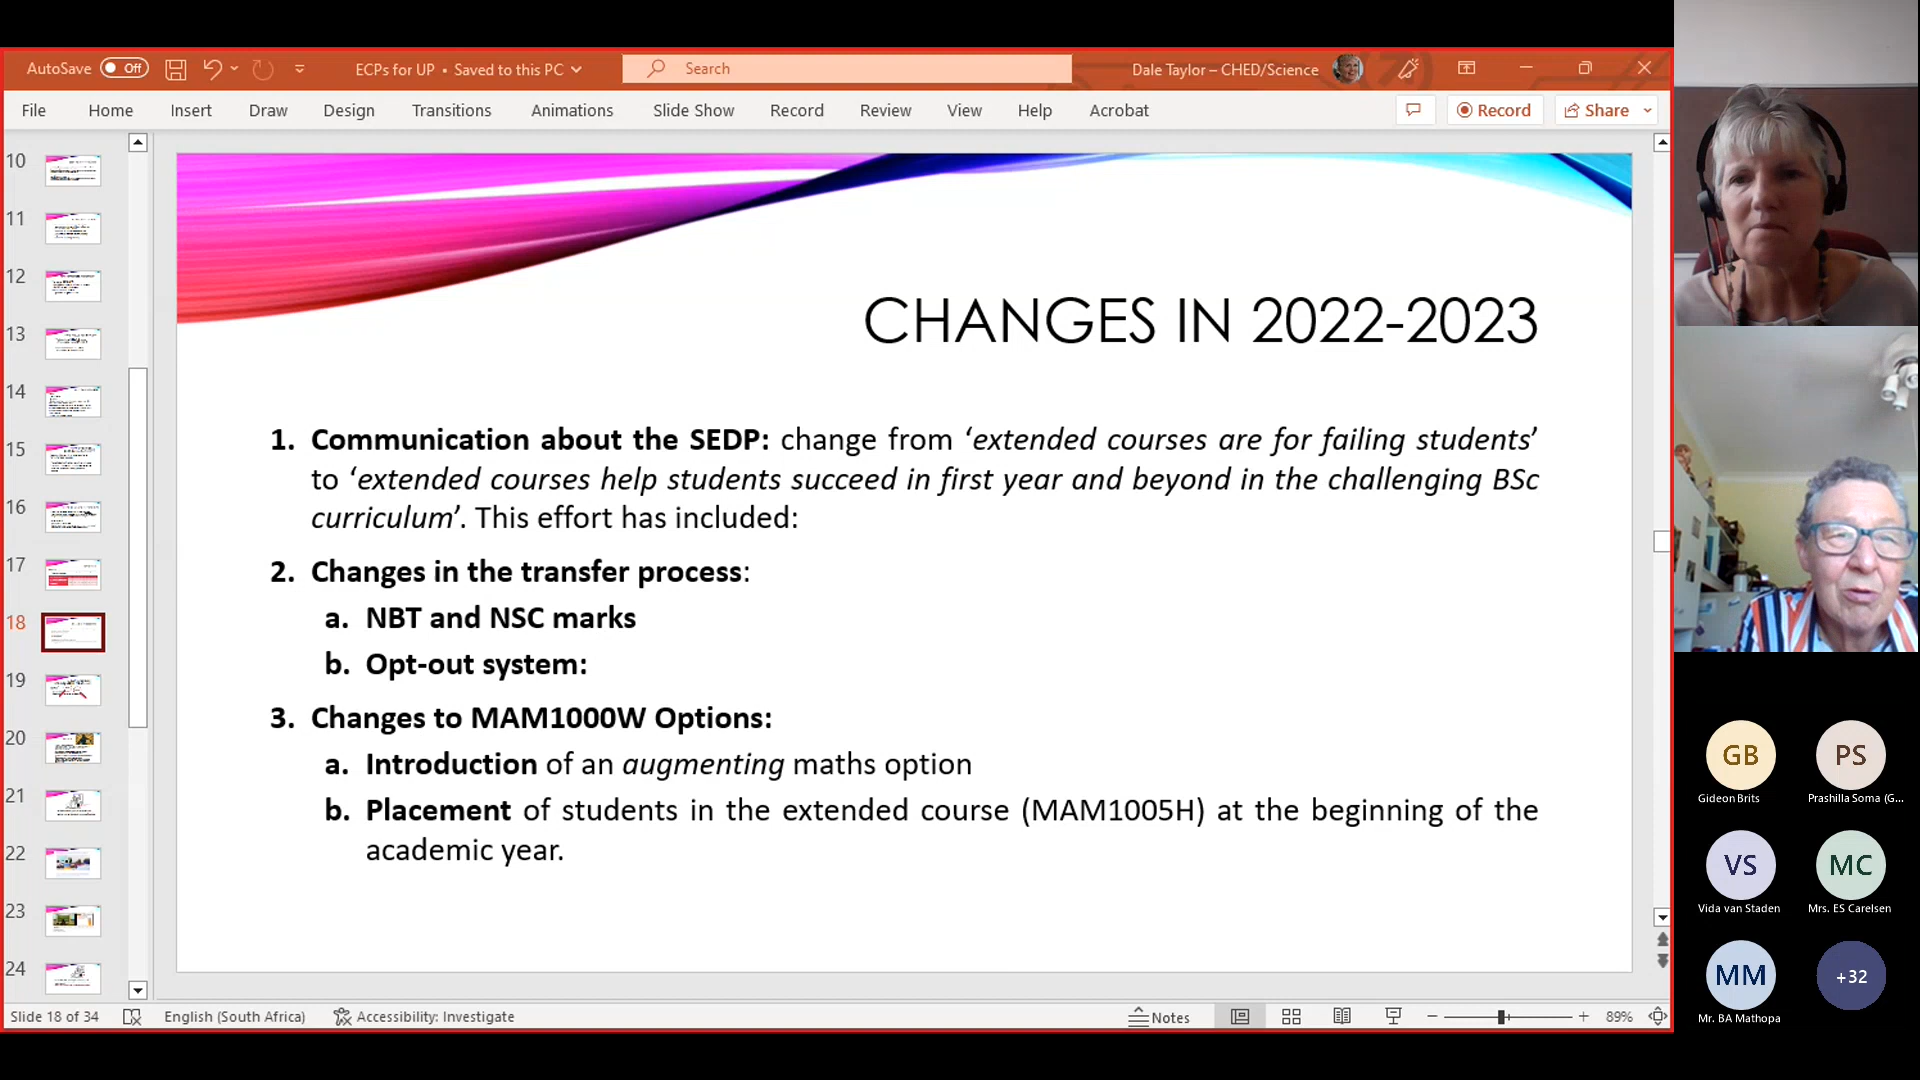 AutoSave Off ECPs for UP • Saved to this PC Search Dale Taylor – CHED/Science
File Home Insert Draw Design Transitions Animations Slide Show Record Review View Help Acrobat Record Share
10
11
12
13
14
15
16
17
18
19
20
21
22
23
24
CHANGES IN 2022-2023
1. Communication about the SEDP: change from ‘extended courses are for failing students’
to ‘extended courses help students succeed in first year and beyond in the challenging BSc
curriculum’. This effort has included:
2. Changes in the transfer process:
a. NBT and NSC marks
b. Opt-out system:
3. Changes to MAM1000W Options:
a. Introduction of an augmenting maths option
b. Placement of students in the extended course (MAM1005H) at the beginning of the
academic year.
Slide 18 of 34 English (South Africa) Accessibility: Investigate Notes 89%
GB PS
Gideon Brits Prashilla Soma (G...
VS MC
Vida van Staden Mrs. ES Carelsen
MM +32
Mr. BA Mathopa